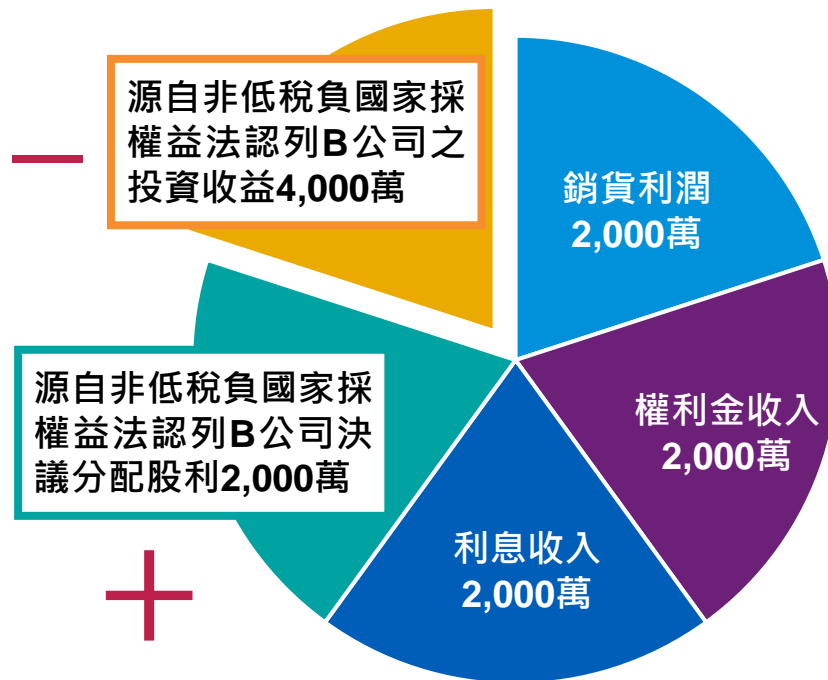 源自非低稅負國家採
權益法認列B公司之
投資收益4,000萬
銷貨利潤
2,000萬
源自非低稅負國家採
權益法認列B公司決
議分配股利2,000萬
權利金收入
2,000萬
利息收入
2,000萬